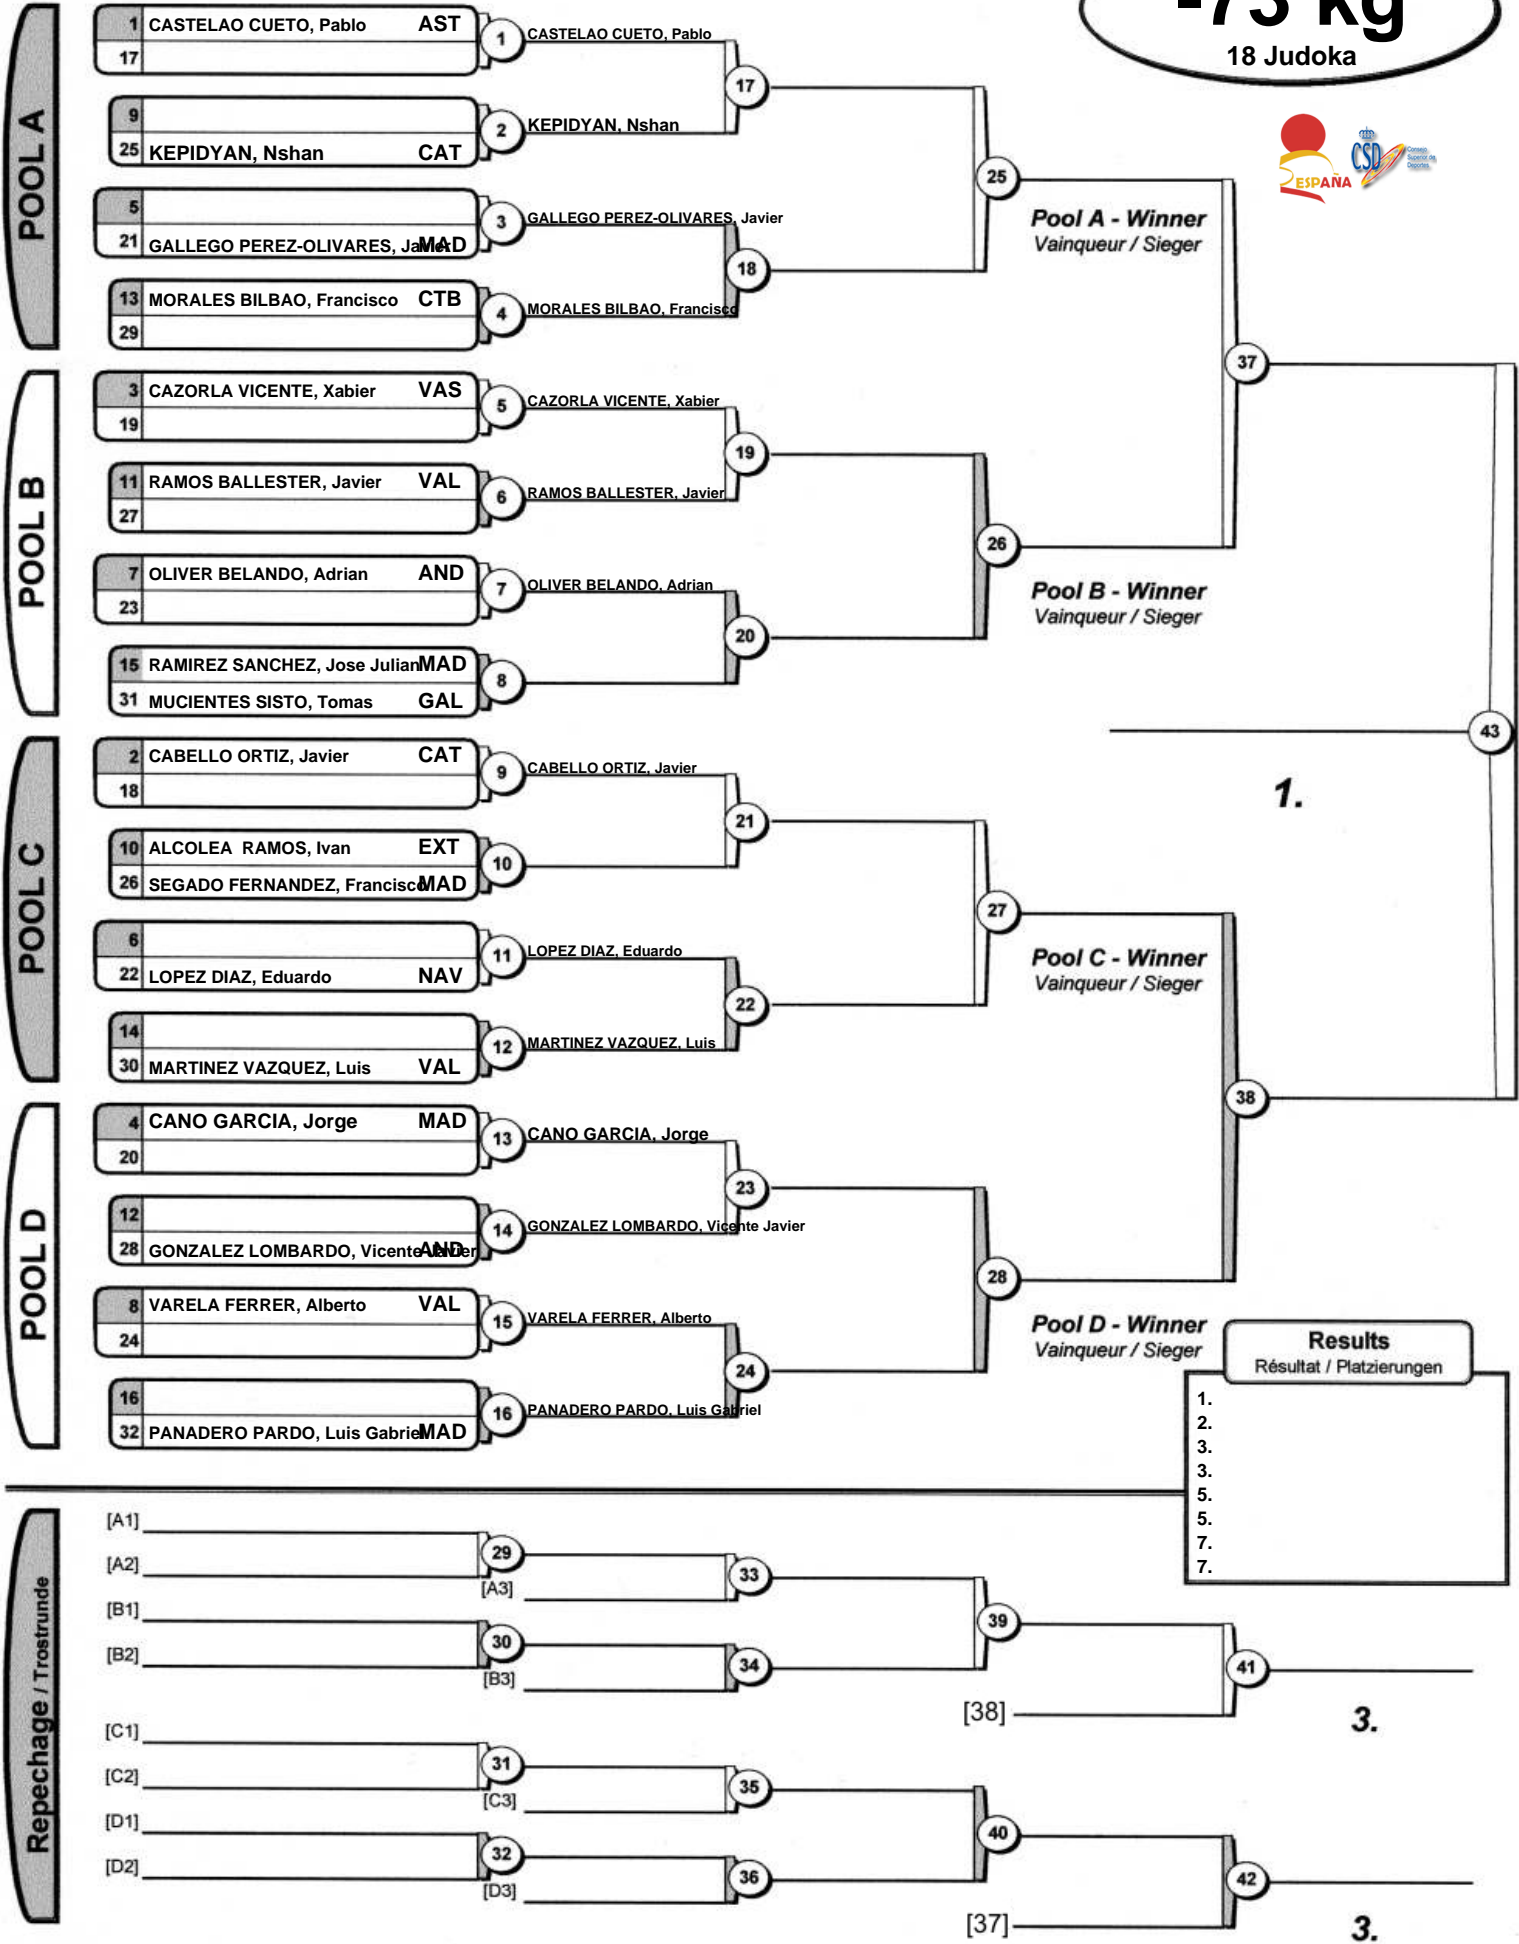 -73 kg
18 Judoka
ESPAÑA
CSD
Consejo
Superior de
Deportes
POOL A
1 CASTELAO CUETO, Pablo AST
17
1 CASTELAO CUETO, Pablo
9
25 KEPIDYAN, Nshan CAT
2 KEPIDYAN, Nshan
17
5
21 GALLEGO PEREZ-OLIVARES, Javier MAD
3 GALLEGO PEREZ-OLIVARES, Javier
13 MORALES BILBAO, Francisco CTB
29
4 MORALES BILBAO, Francisco
18
25
Pool A - Winner
Vainqueur / Sieger
POOL B
3 CAZORLA VICENTE, Xabier VAS
19
5 CAZORLA VICENTE, Xabier
11 RAMOS BALLESTER, Javier VAL
27
6 RAMOS BALLESTER, Javier
19
7 OLIVER BELANDO, Adrian AND
23
7 OLIVER BELANDO, Adrian
15 RAMIREZ SANCHEZ, Jose Julian MAD
31 MUCIENTES SISTO, Tomas GAL
8
20
26
Pool B - Winner
Vainqueur / Sieger
37
POOL C
2 CABELLO ORTIZ, Javier CAT
18
9 CABELLO ORTIZ, Javier
10 ALCOLEA RAMOS, Ivan EXT
26 SEGADO FERNANDEZ, Francisco MAD
10
21
6
22 LOPEZ DIAZ, Eduardo NAV
11 LOPEZ DIAZ, Eduardo
14
30 MARTINEZ VAZQUEZ, Luis VAL
12 MARTINEZ VAZQUEZ, Luis
22
27
Pool C - Winner
Vainqueur / Sieger
43
1.
POOL D
4 CANO GARCIA, Jorge MAD
20
13 CANO GARCIA, Jorge
12
28 GONZALEZ LOMBARDO, Vicente Javier AND
14 GONZALEZ LOMBARDO, Vicente Javier
23
8 VARELA FERRER, Alberto VAL
24
15 VARELA FERRER, Alberto
16
32 PANADERO PARDO, Luis Gabriel MAD
16 PANADERO PARDO, Luis Gabriel
24
28
Pool D - Winner
Vainqueur / Sieger
38
Results
Résultat / Platzierungen
1.
2.
3.
3.
5.
5.
7.
7.
Repechage / Trostrunde
[A1]
[A2]
29
[A3]
33
[B1]
[B2]
30
[B3]
34
39
[38]
41
3.
[C1]
[C2]
31
[C3]
35
[D1]
[D2]
32
[D3]
36
40
[37]
42
3.